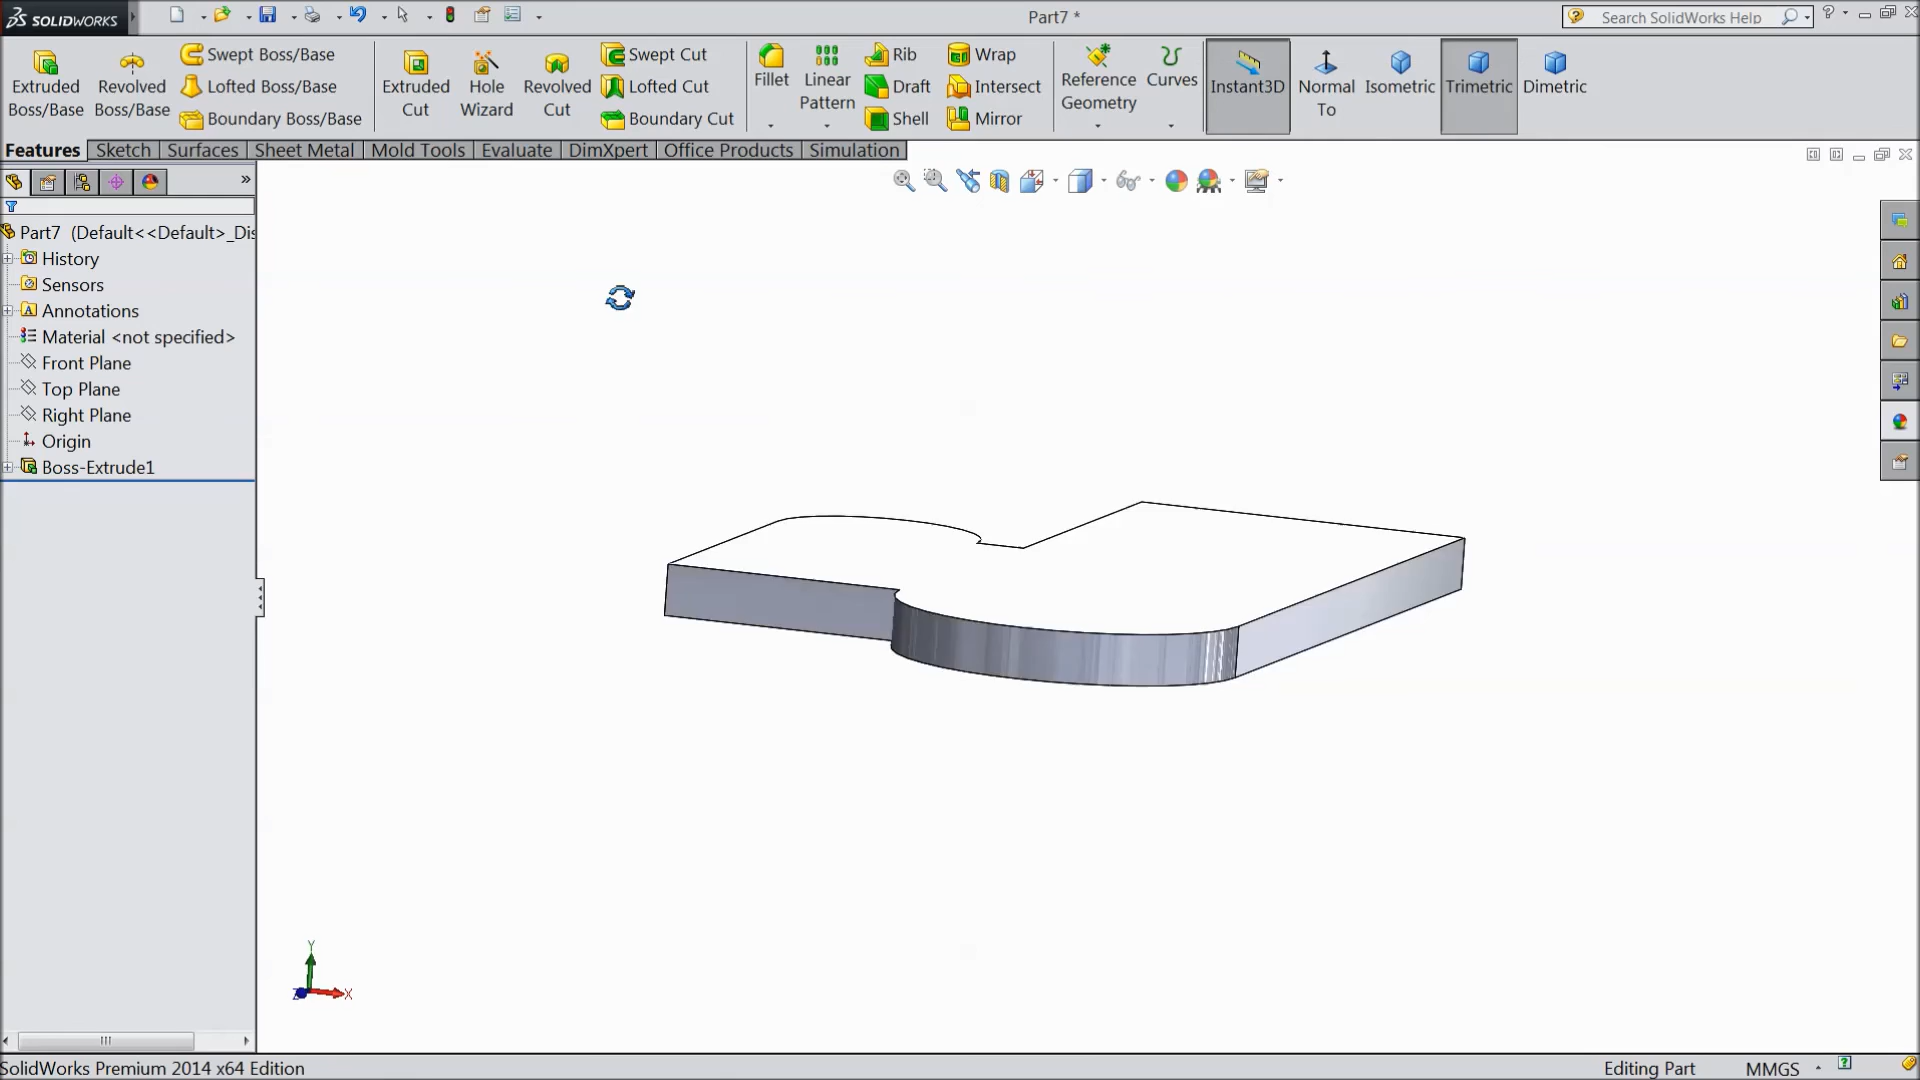 SOLIDWORKS
Part7 *
Search SolidWorks Help
Extruded Boss/Base
Revolved Boss/Base
Swept Boss/Base
Lofted Boss/Base
Boundary Boss/Base
Extruded Cut
Hole Wizard
Revolved Cut
Swept Cut
Lofted Cut
Boundary Cut
Fillet
Linear Pattern
Rib
Draft
Shell
Wrap
Intersect
Mirror
Reference Geometry
Curves
Instant3D
Normal To
Isometric
Trimetric
Dimetric
Features
Sketch
Surfaces
Sheet Metal
Mold Tools
Evaluate
DimXpert
Office Products
Simulation
Part7 (Default<<Default>_Dis
History
Sensors
Annotations
Material <not specified>
Front Plane
Top Plane
Right Plane
Origin
Boss-Extrude1
Y
Z
X
SolidWorks Premium 2014 x64 Edition
Editing Part
MMGS